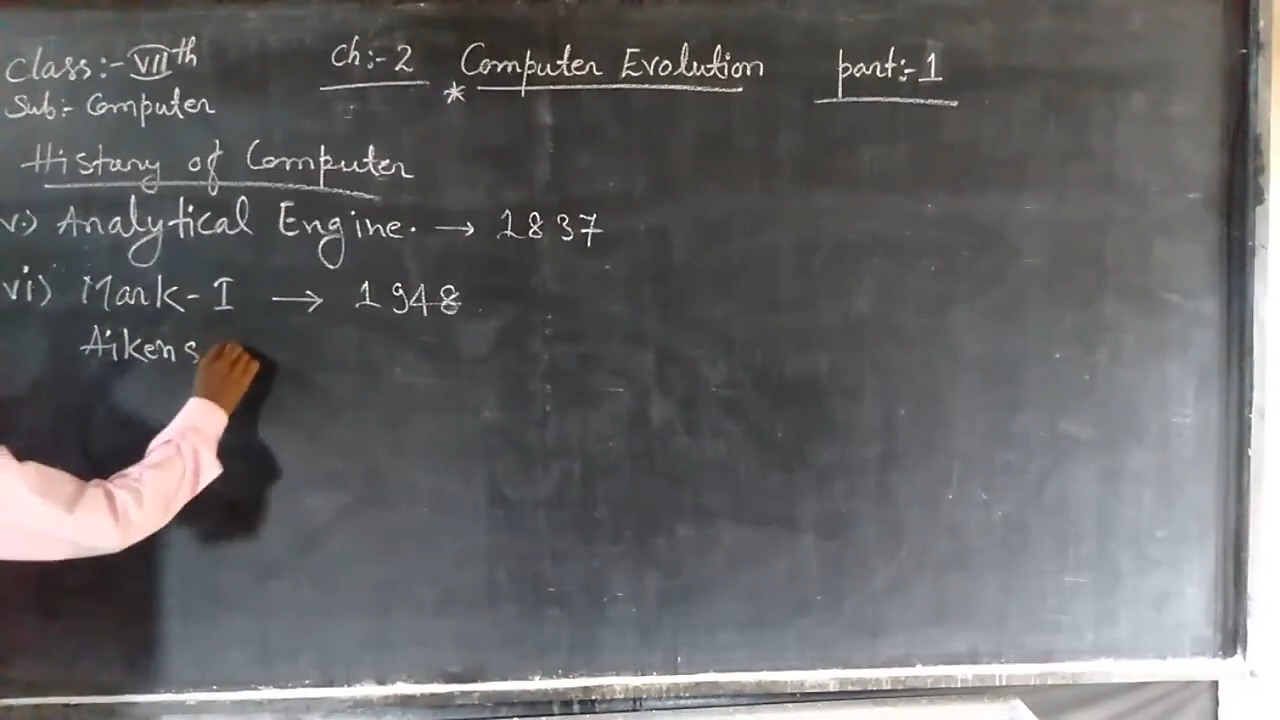 Class:- VIIth ch:- 2 Computer Evolution part:- 1
Sub:- Computer *
History of Computer
v.) Analytical Engine. → 1837
vi) Mark-I → 1948
Aikens